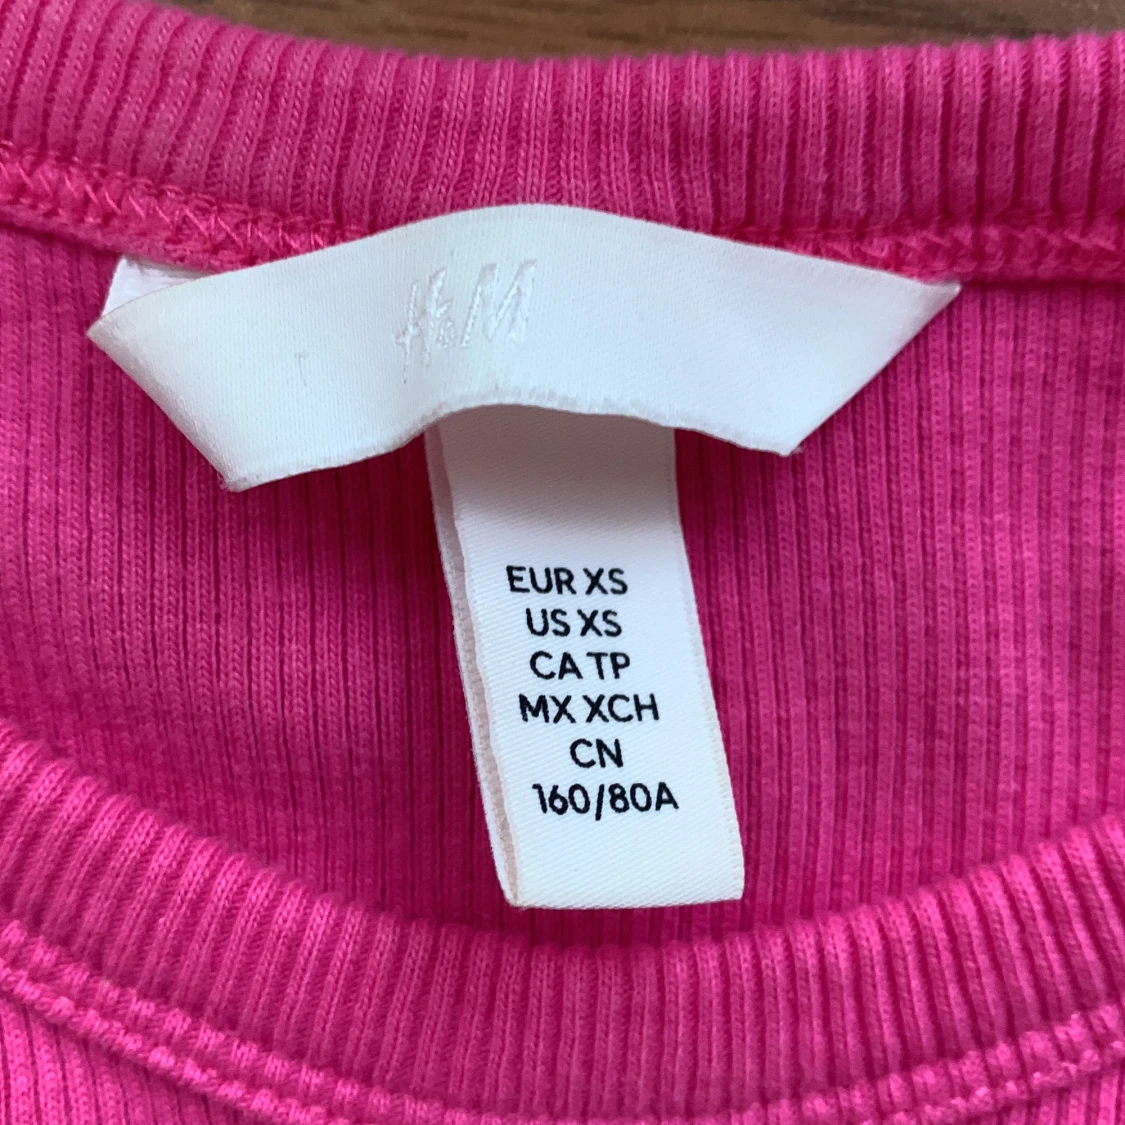 H&M
EUR XS
US XS
CA TP
MX XCH
CN
160/80A